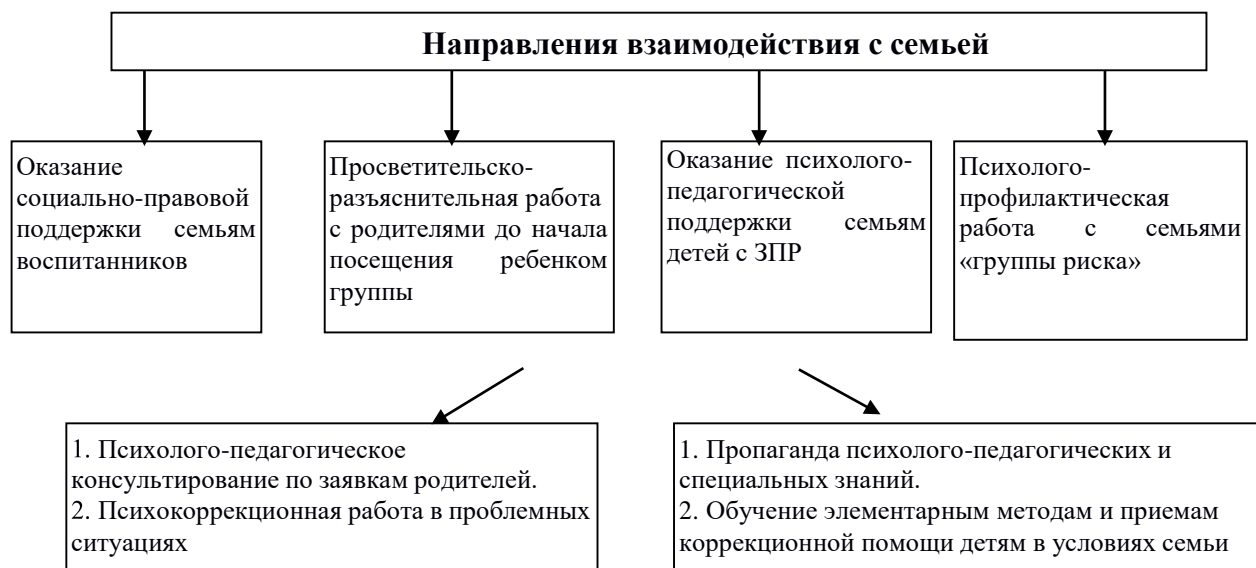 Направления взаимодействия с семьей
Оказание
социально-правовой
поддержки семьям
воспитанников
Просветительско-
разъяснительная работа
с родителями до начала
посещения ребенком
группы
Оказание психолого-
педагогической
поддержки семьям
детей с ЗПР
Психолого-
профилактическая
работа с семьями
«группы риска»
1. Психолого-педагогическое
консультирование по заявкам родителей.
2. Психокоррекционная работа в проблемных
ситуациях
1. Пропаганда психолого-педагогических и
специальных знаний.
2. Обучение элементарным методам и приемам
коррекционной помощи детям в условиях семьи